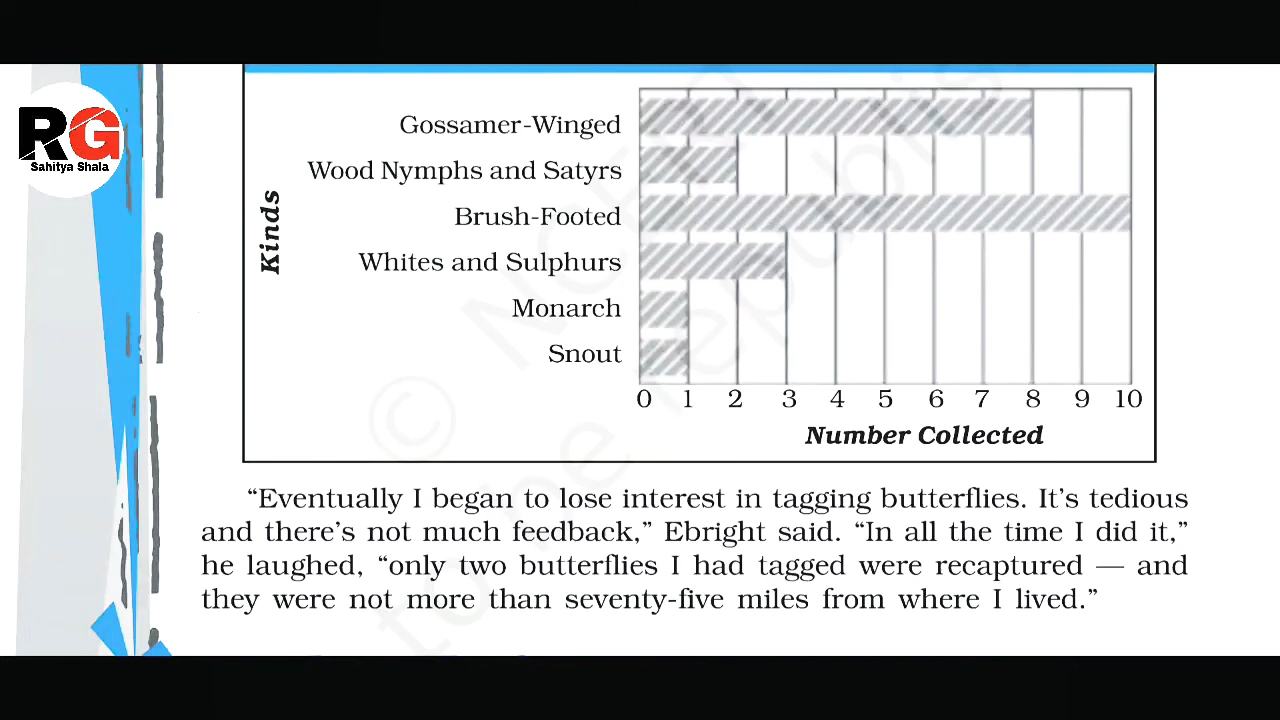 RG
Sahitya Shala
Kinds
Gossamer-Winged
Wood Nymphs and Satyrs
Brush-Footed
Whites and Sulphurs
Monarch
Snout
0 1 2 3 4 5 6 7 8 9 10
Number Collected
“Eventually I began to lose interest in tagging butterflies. It’s tedious
and there’s not much feedback,” Ebright said. “In all the time I did it,”
he laughed, “only two butterflies I had tagged were recaptured — and
they were not more than seventy-five miles from where I lived.”